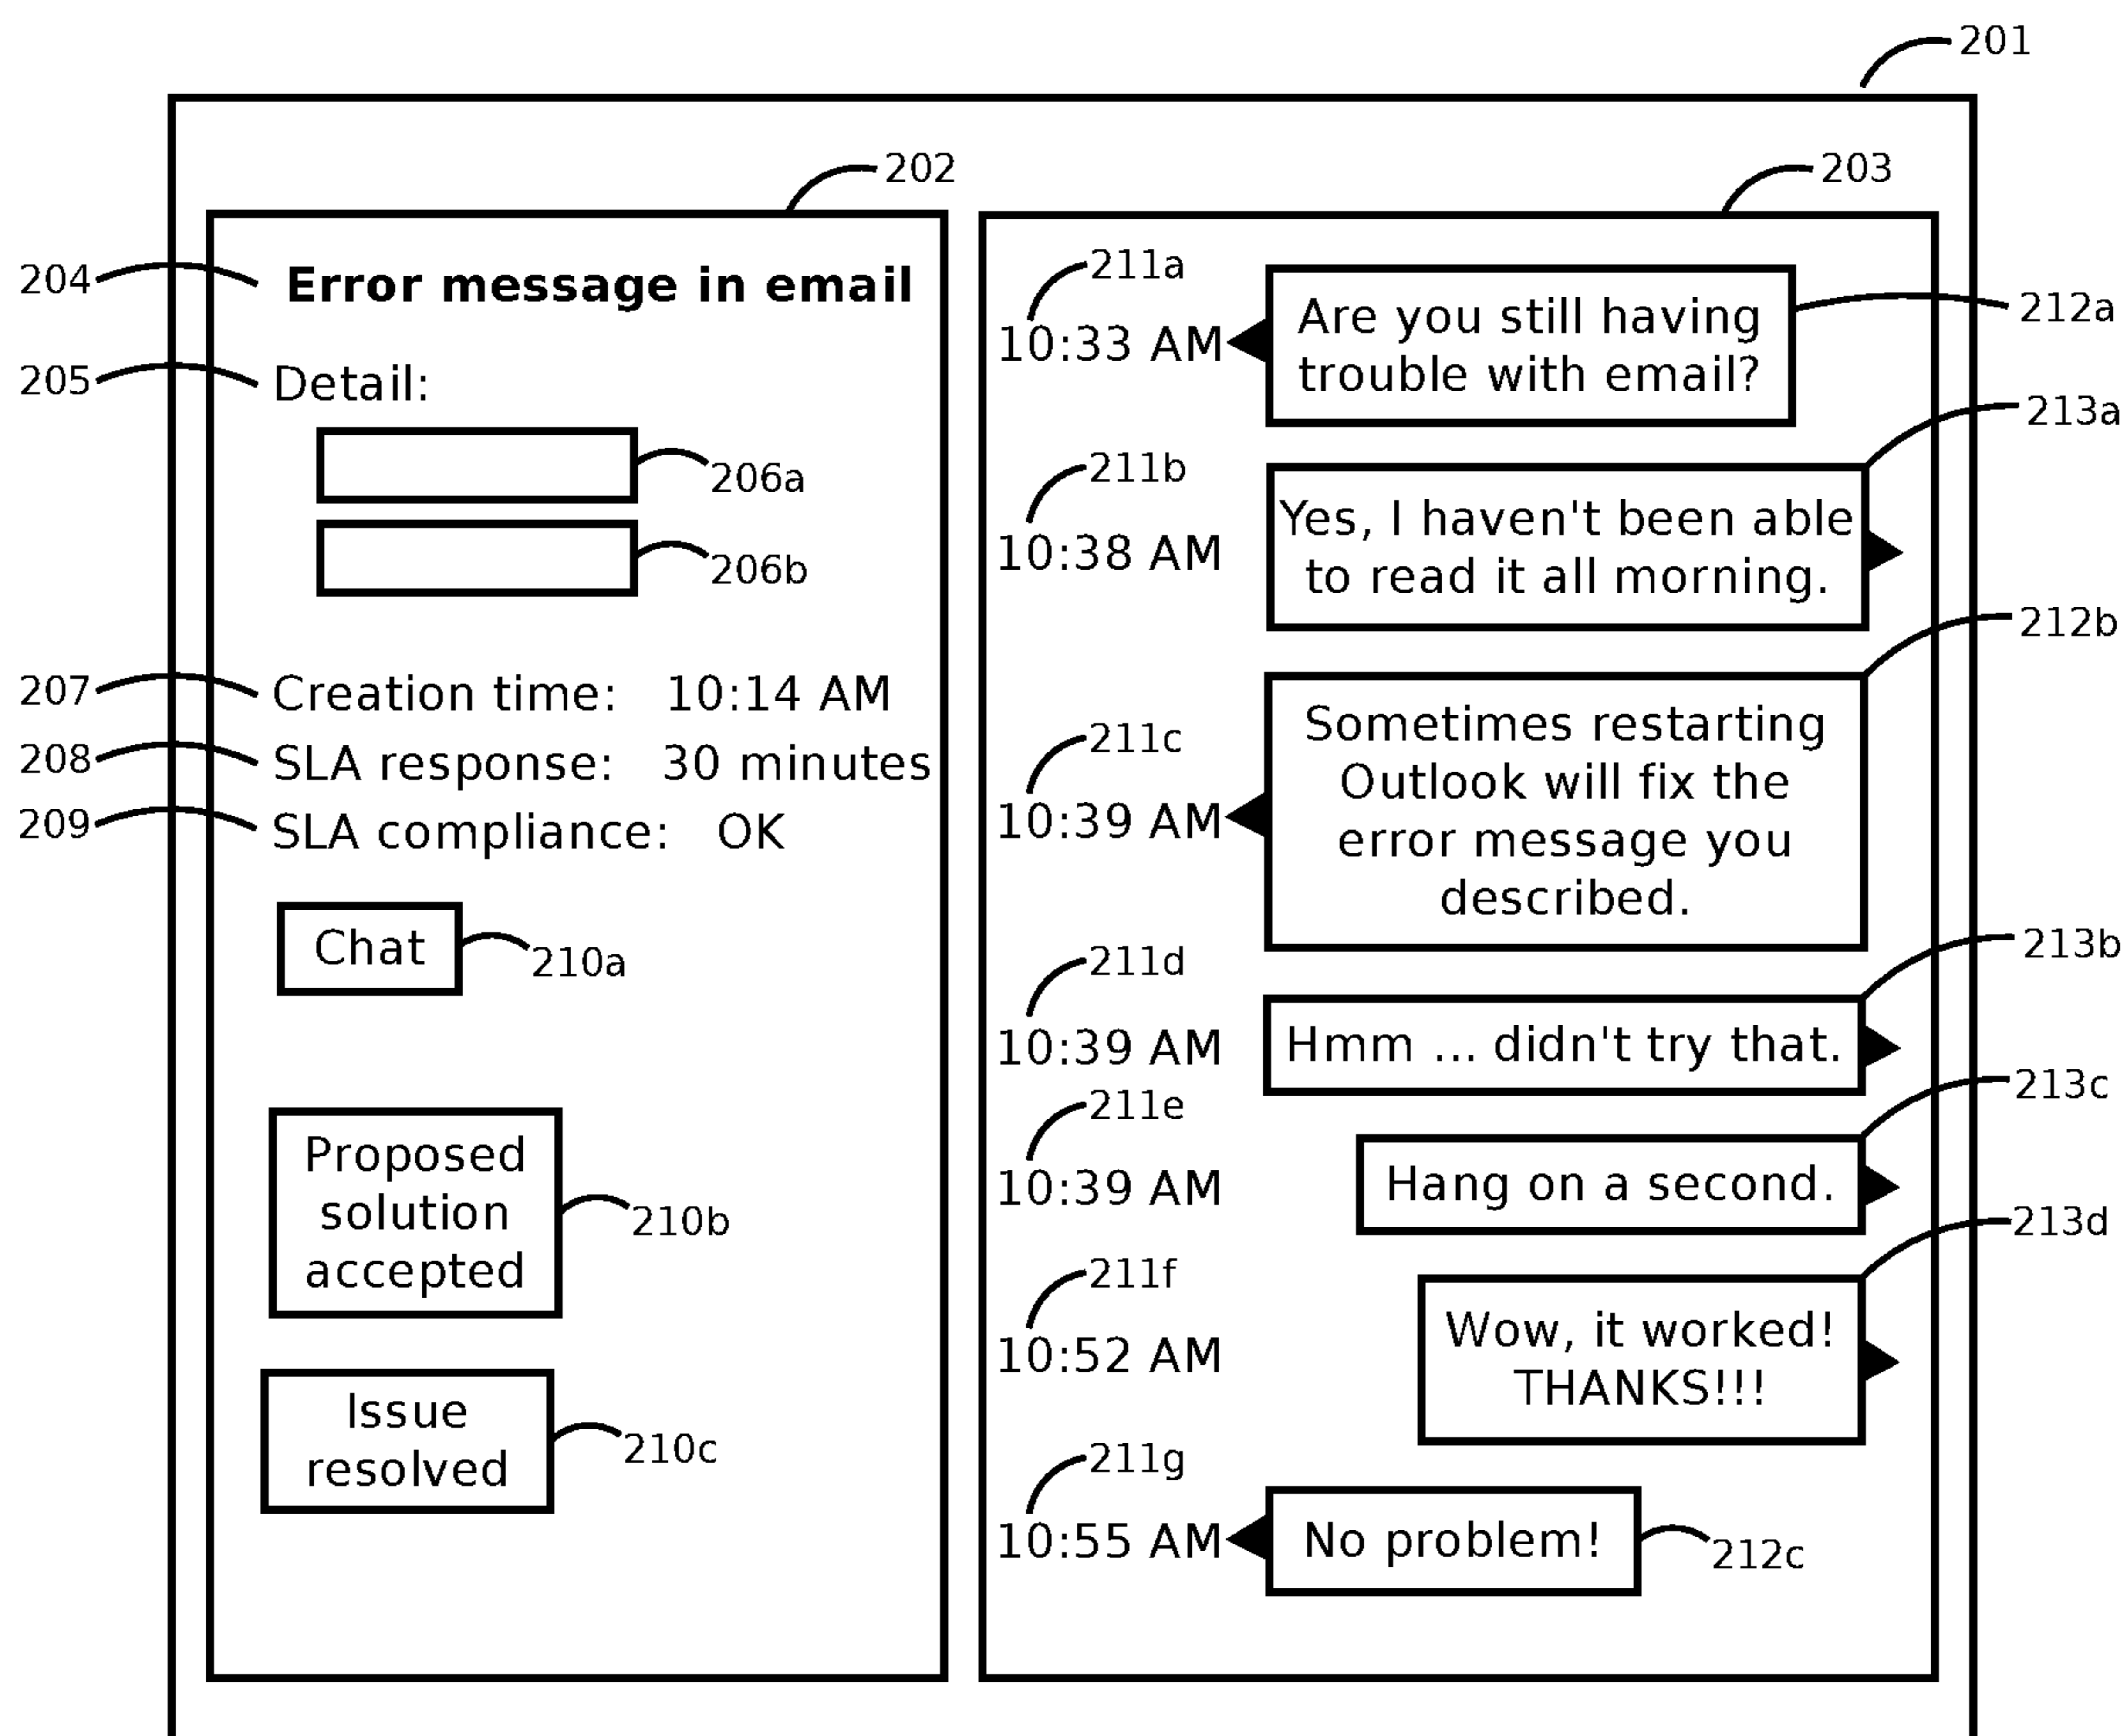 201
202
203
204
Error message in email
205
Detail:
206a
206b
207
Creation time: 10:14 AM
208
SLA response: 30 minutes
209
SLA compliance: OK
Chat
210a
Proposed
solution
accepted
210b
Issue
resolved
210c
211a
10:33 AM
Are you still having
trouble with email?
212a
213a
211b
10:38 AM
Yes, I haven't been able
to read it all morning.
212b
211c
10:39 AM
Sometimes restarting
Outlook will fix the
error message you
described.
213b
211d
10:39 AM
Hmm ... didn't try that.
213c
211e
10:39 AM
Hang on a second.
213d
211f
10:52 AM
Wow, it worked!
THANKS!!!
211g
10:55 AM
No problem!
212c